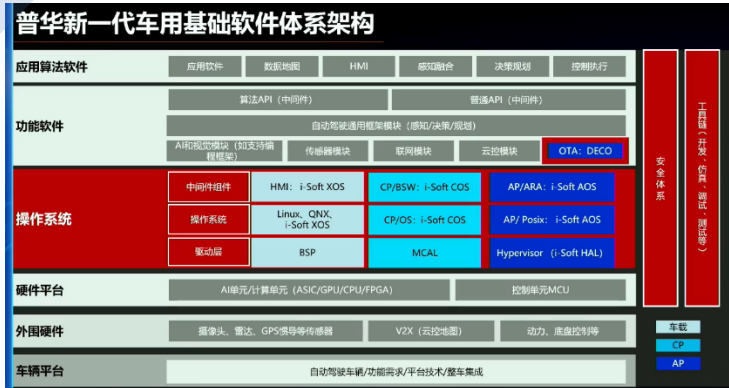 普华新一代车用基础软件体系架构
应用算法软件
应用软件
数据地图
HMI
感知融合
决策规划
控制执行
功能软件
算法API（中间件）
普通API（中间件）
自动驾驶通用框架模块（感知/决策/规划）
AI和视觉模块（如支持编
程框架）
传感器模块
联网模块
云控模块
OTA：DECO
操作系统
中间件组件
HMI：i-Soft XOS
CP/BSW：i-Soft COS
AP/ARA：i-Soft AOS
操作系统
Linux、QNX、
i-Soft XOS
CP/OS：i-Soft COS
AP/ Posix：i-Soft AOS
驱动层
BSP
MCAL
Hypervisor （i-Soft HAL）
硬件平台
AI单元/计算单元（ASIC/GPU/CPU/FPGA）
控制单元MCU
外国硬件
摄像头、雷达、GPS惯导等传感器
V2X（云控地图）
动力、底盘控制等
车辆平台
自动驾驶车辆/功能需求/平台技术/整车集成
安全体系
工具链（开发、仿真、调试、测试等）
车载
CP
AP